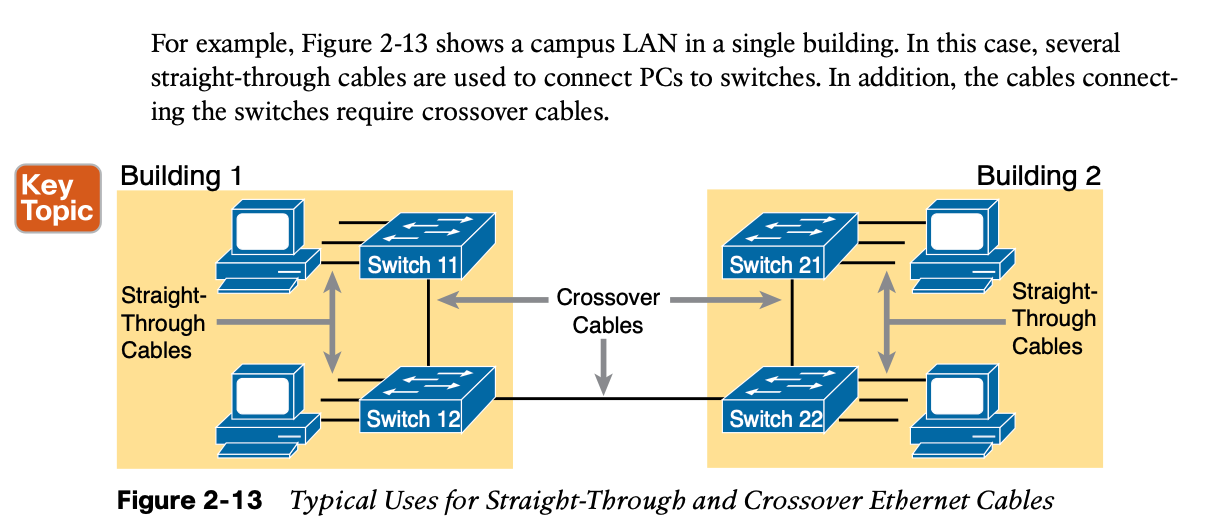 For example, Figure 2-13 shows a campus LAN in a single building. In this case, several
straight-through cables are used to connect PCs to switches. In addition, the cables connect-
ing the switches require crossover cables.
Key
Topic
Building 1
Building 2
Switch 11
Switch 21
Straight-
Through
Cables
Crossover
Cables
Straight-
Through
Cables
Switch 12
Switch 22
Figure 2-13 Typical Uses for Straight-Through and Crossover Ethernet Cables